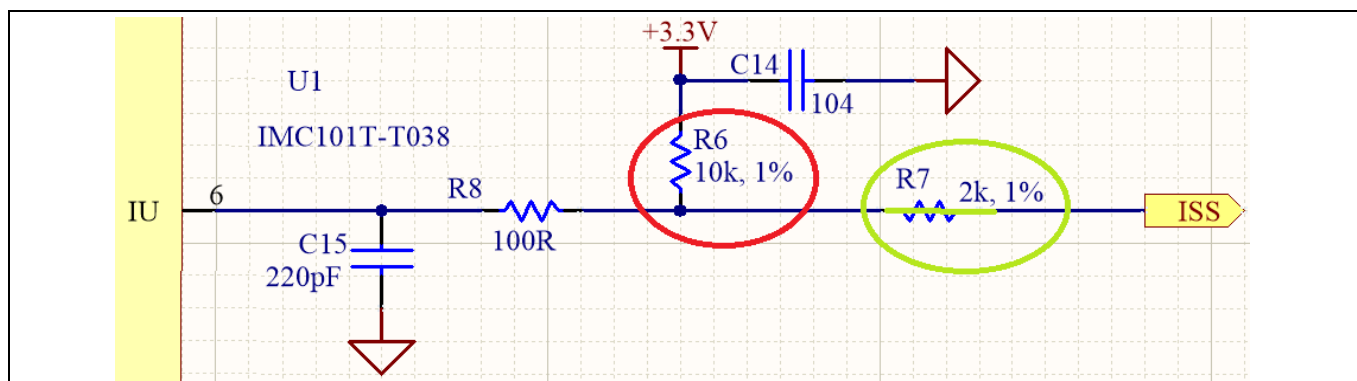 +3.3V
C14
104
U1
IMC101T-T038
R6
10k, 1%
R7
2k, 1%
IU
6
R8
100R
ISS
C15
220pF